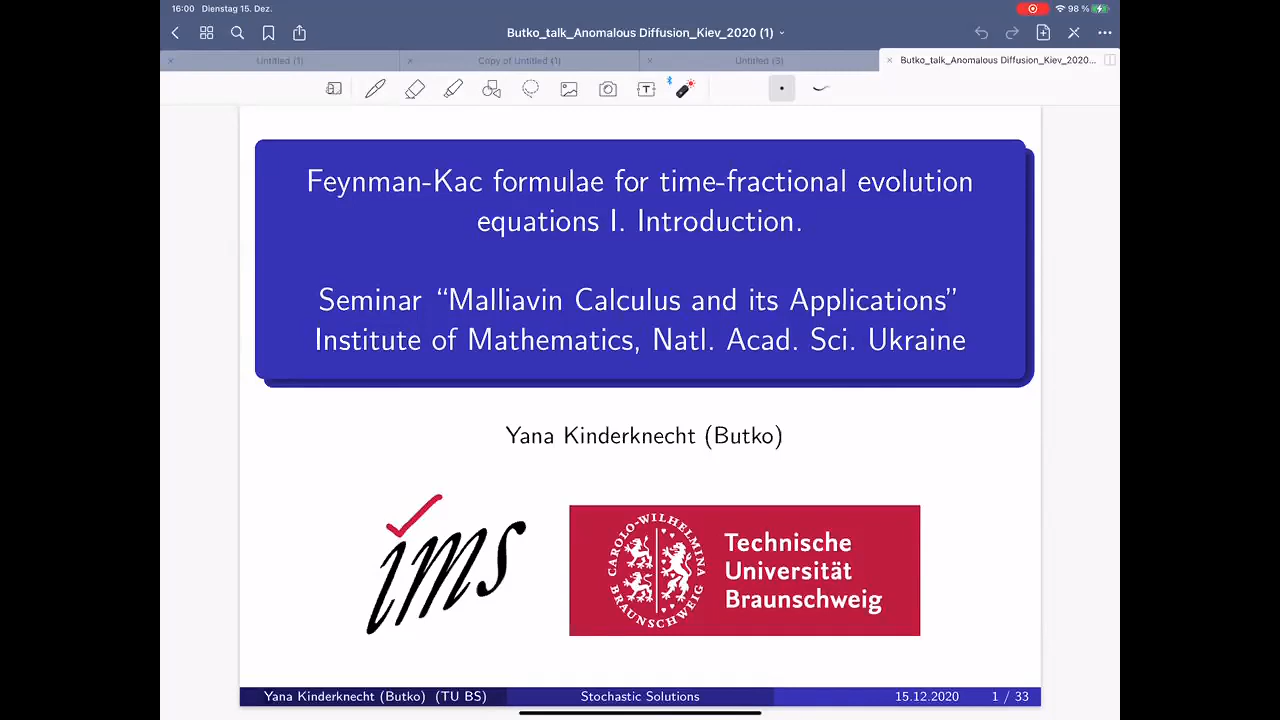 16:00 Dienstag 15. Dez.
98 %
Butko_talk_Anomalous Diffusion_Kiev_2020 (1)
Untitled (1)
Copy of Untitled (1)
Untitled (3)
Butko_talk_Anomalous Diffusion_Kiev_2020...
T
Feynman-Kac formulae for time-fractional evolution
equations I. Introduction.
Seminar “Malliavin Calculus and its Applications”
Institute of Mathematics, Natl. Acad. Sci. Ukraine
Yana Kinderknecht (Butko)
ims
CAROLO-WILHELMINA
BRAUNSCHWEIG
Technische
Universität
Braunschweig
Yana Kinderknecht (Butko) (TU BS)
Stochastic Solutions
15.12.2020
1 / 33